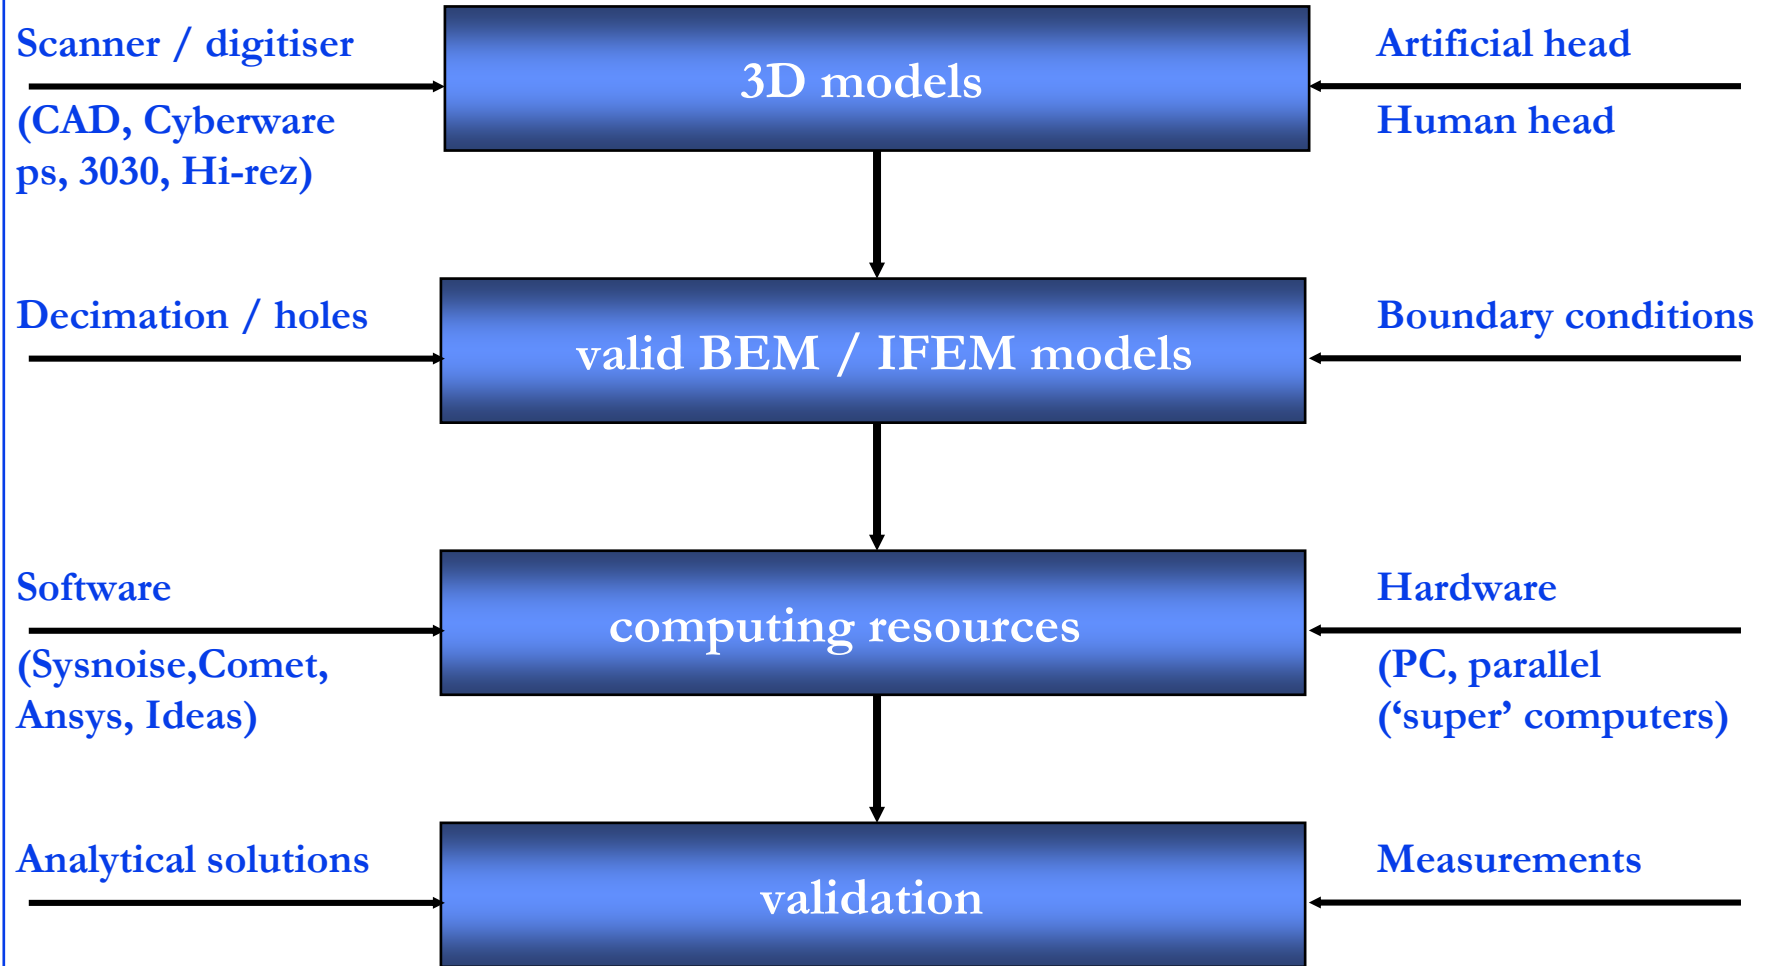 Scanner / digitiser
(CAD, Cyberware
ps, 3030, Hi-rez)
3D models
Artificial head
Human head
Decimation / holes
valid BEM / IFEM models
Boundary conditions
Software
(Sysnoise,Comet,
Ansys, Ideas)
computing resources
Hardware
(PC, parallel
(‘super’ computers)
Analytical solutions
validation
Measurements